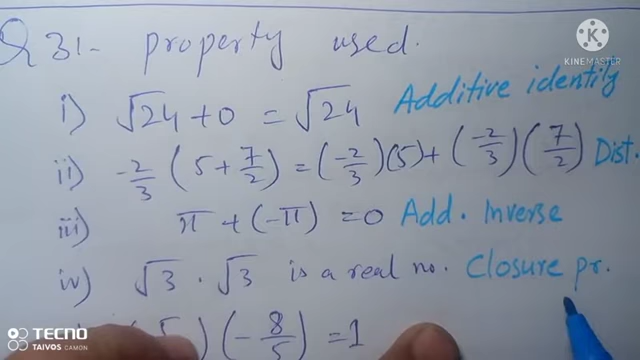 Q 31- property used.
KINEMASTER
i) √24 + 0 = √24 Additive identity
ii) -2/3 (5 + 7/2) = (-2/3)(5) + (-2/3)(7/2) Dist.
iii) π + (-π) = 0 Add. Inverse
iv) √3 · √3 is a real no. Closure pr.
) (-8/5) = 1
TECNO
TAIVOS CAMON